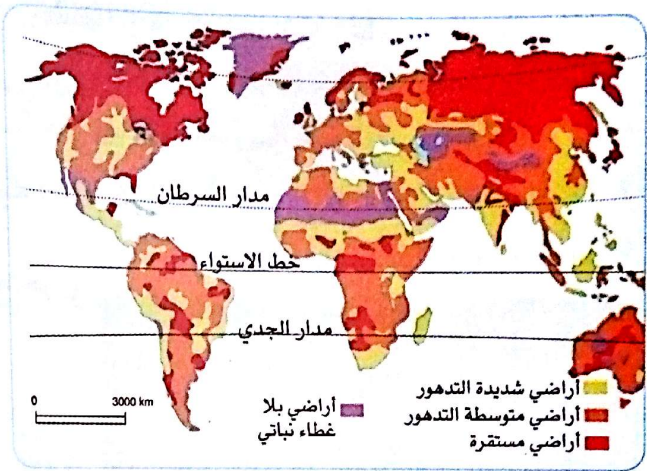 مدار السرطان
خط الاستواء
مدار الجدي
أراضي شديدة التدهور
أراضي متوسطة التدهور
أراضي مستقرة
أراضي بلا
غطاء نباتي
0 3000 km